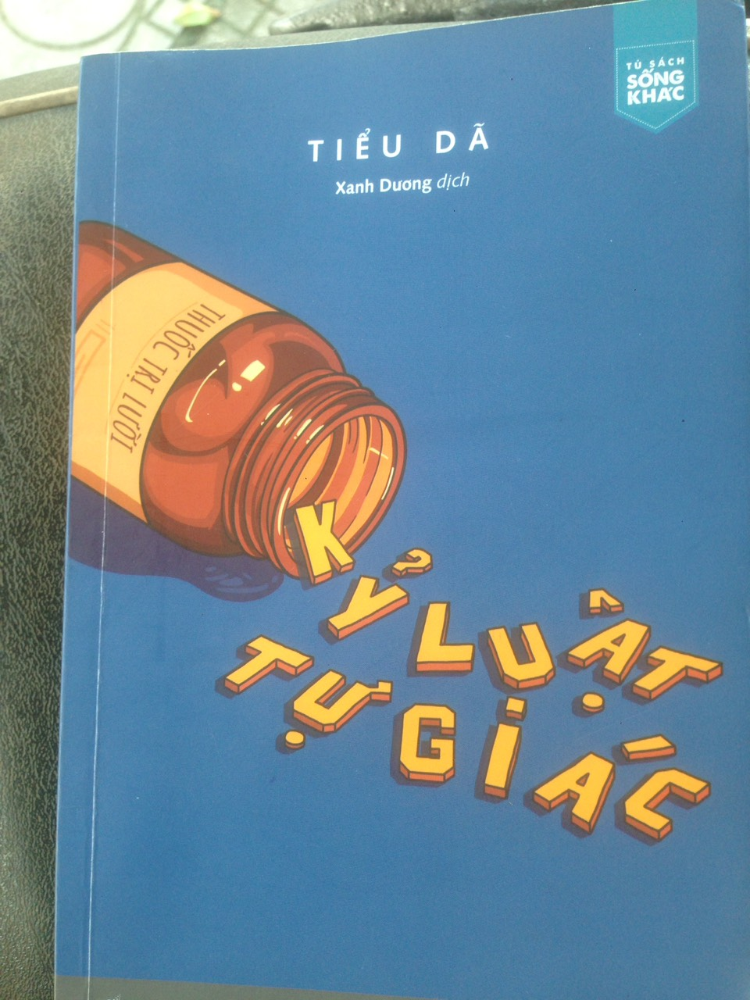 TỦ SÁCH
SỐNG
KHÁC
TIỂU DÃ
Xanh Dương dịch
THUỐC TRỊ LƯỜI
KỶ LUẬT
TỰ GIÁC